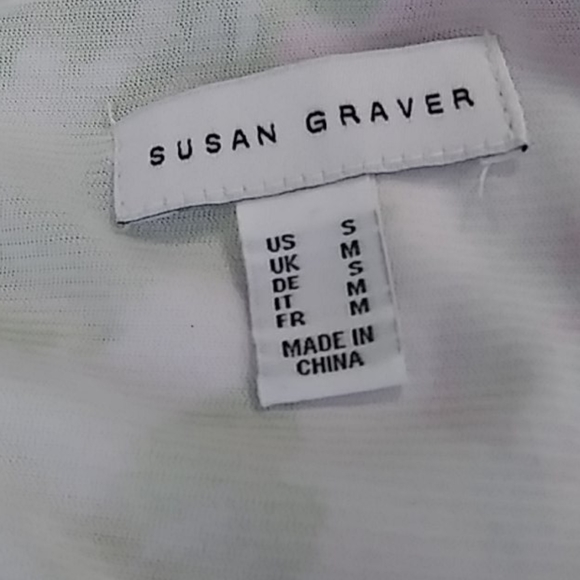 SUSAN GRAVER
US S
UK M
DE S
IT M
FR M
MADE IN
CHINA